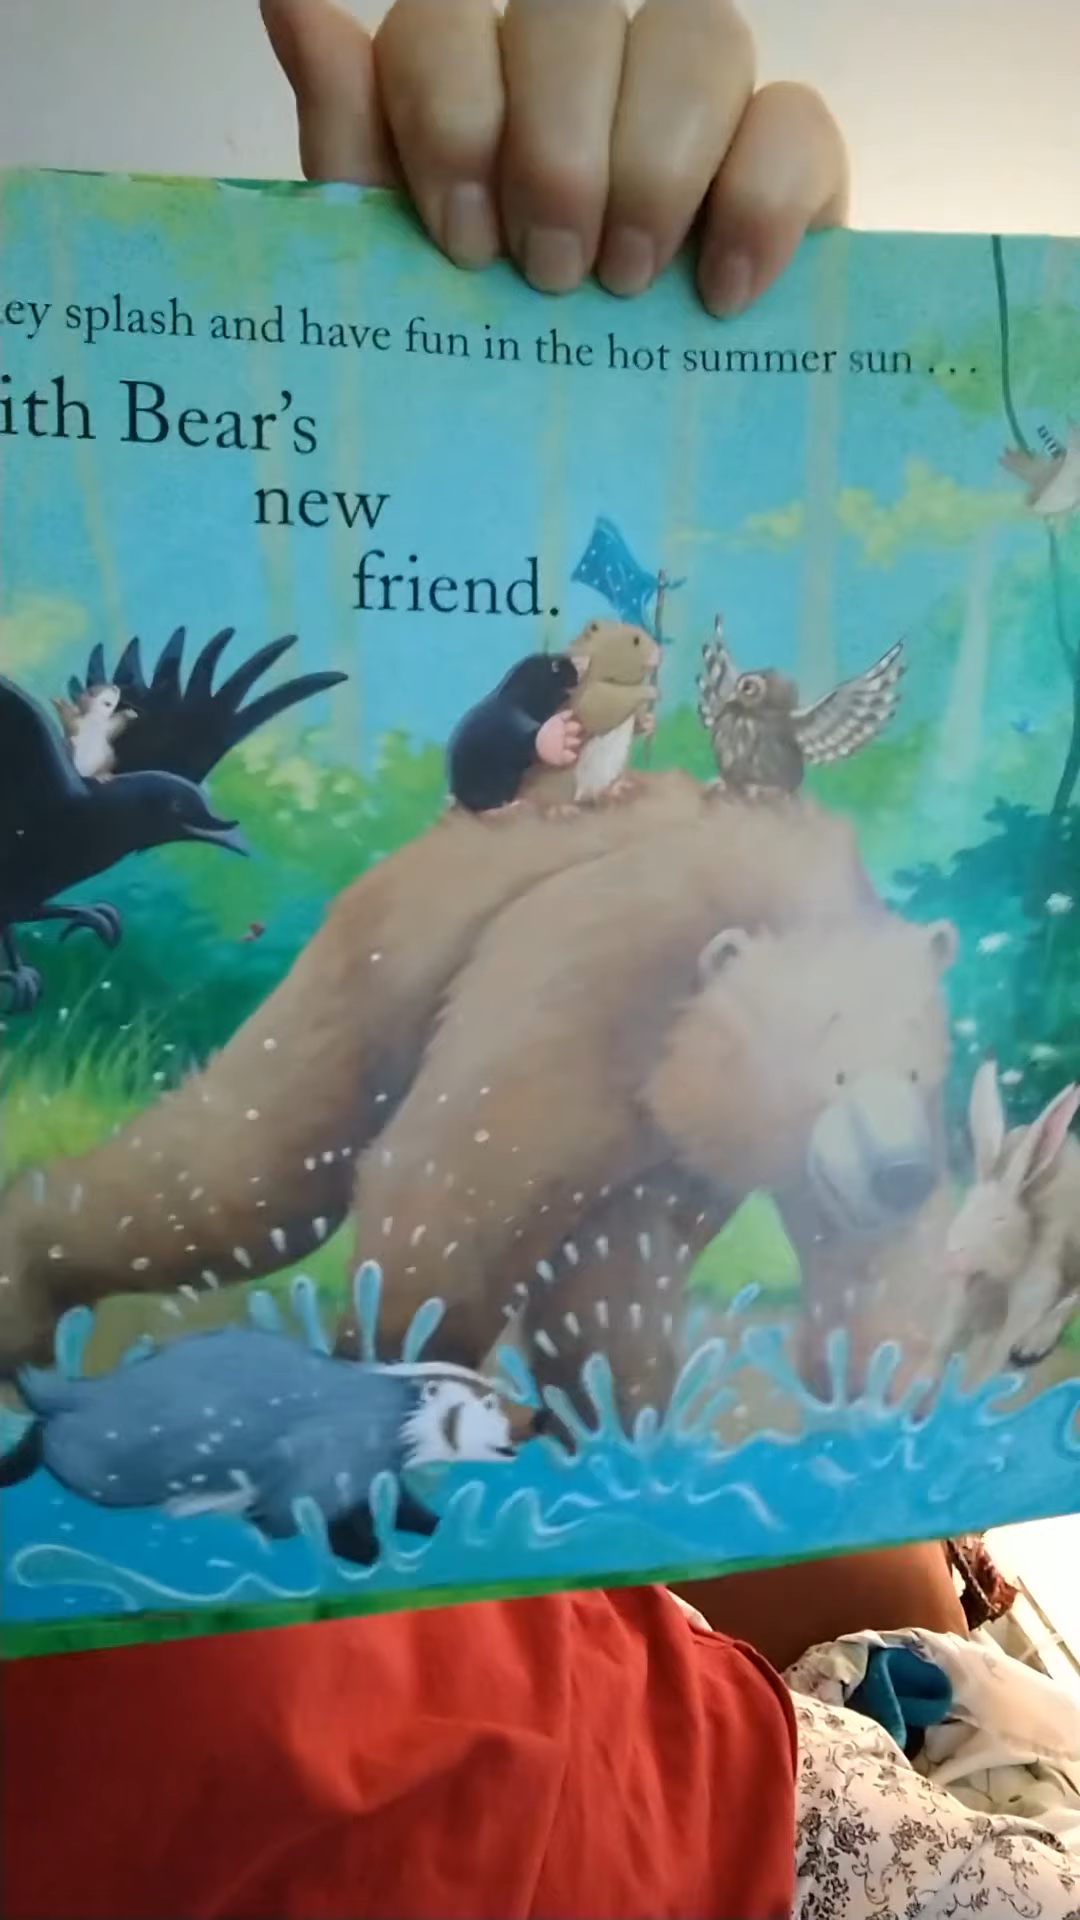 ey splash and have fun in the hot summer sun . . .
ith Bear's
new
friend.